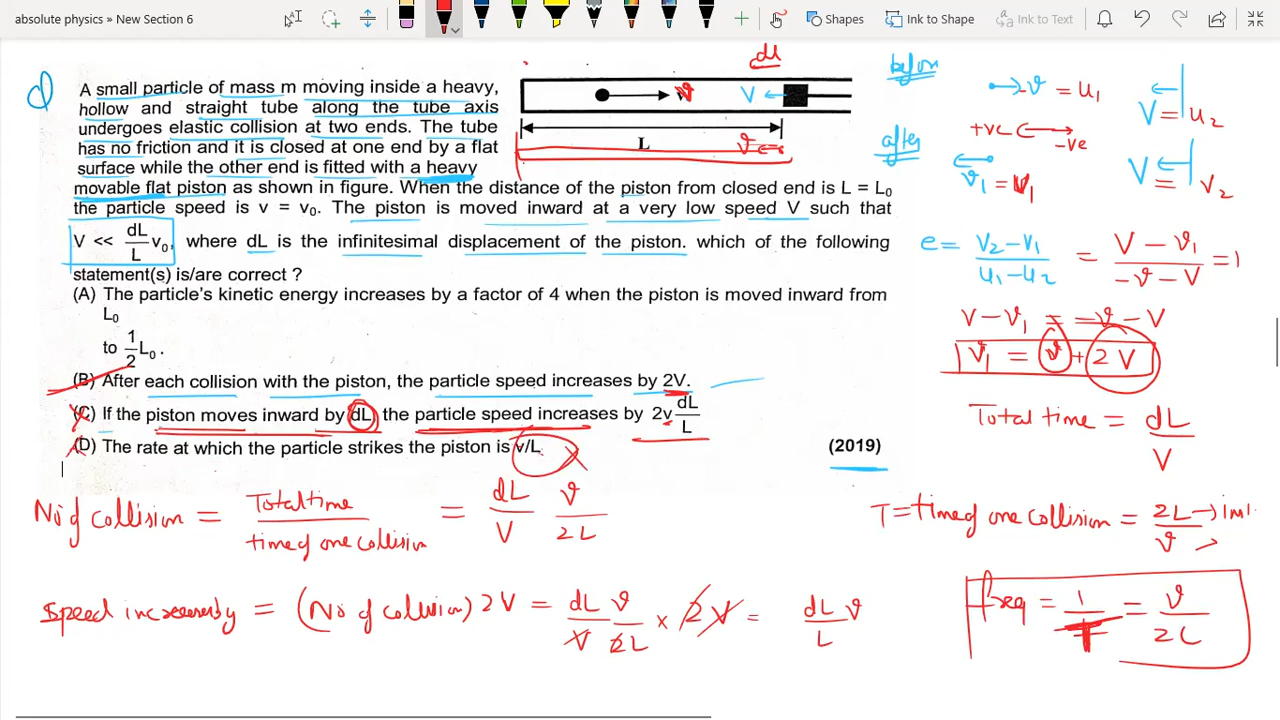 absolute physics » New Section 6
Shapes
Ink to Shape
Ink to Text
A small particle of mass m moving inside a heavy,
hollow and straight tube along the tube axis
undergoes elastic collision at two ends. The tube
has no friction and it is closed at one end by a flat
surface while the other end is fitted with a heavy
movable flat piston as shown in figure. When the distance of the piston from closed end is L = L₀
the particle speed is v = v₀. The piston is moved inward at a very low speed V such that
V << dL/L v₀, where dL is the infinitesimal displacement of the piston. which of the following
statement(s) is/are correct ?
(A) The particle's kinetic energy increases by a factor of 4 when the piston is moved inward from
L₀
to 1/2 L₀ .
(B) After each collision with the piston, the particle speed increases by 2V.
(C) If the piston moves inward by dL, the particle speed increases by 2v dL/L
(D) The rate at which the particle strikes the piston is v/L
(2019)
dL
V
v
L
before
v = u₁
V = u₂
after
+ve
-ve
v₁ = V₁
V = V₂
e = V₂ - V₁ / u₁ - u₂ = V - v₁ / -v - V = 1
V - v₁ = -v - V
v₁ = v + 2V
Total time = dL/V
No of collision = Total time / time of one collision = dL/V v/2L
T = time of one collision = 2L/v
Speed increase by = (No of collision) 2V = dL/V v/2L × 2V = dL/L v
freq = 1/T = v/2L